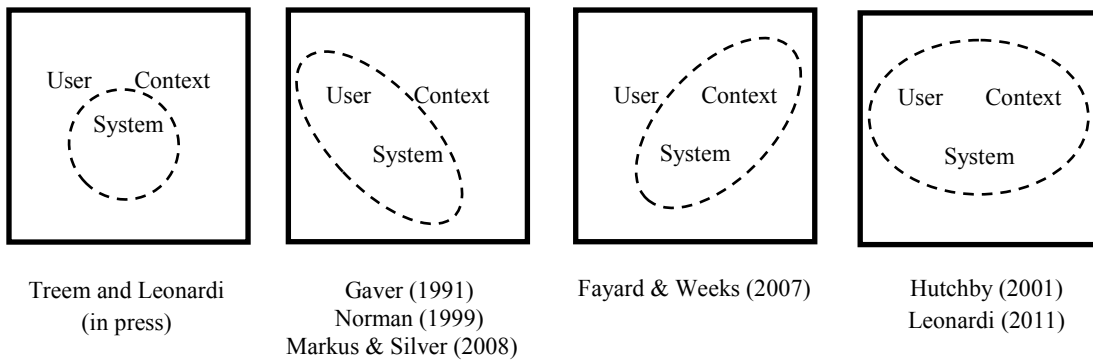 User Context
System
Treem and Leonardi
(in press)
User Context
System
Gaver (1991)
Norman (1999)
Markus & Silver (2008)
User Context
System
Fayard & Weeks (2007)
User Context
System
Hutchby (2001)
Leonardi (2011)